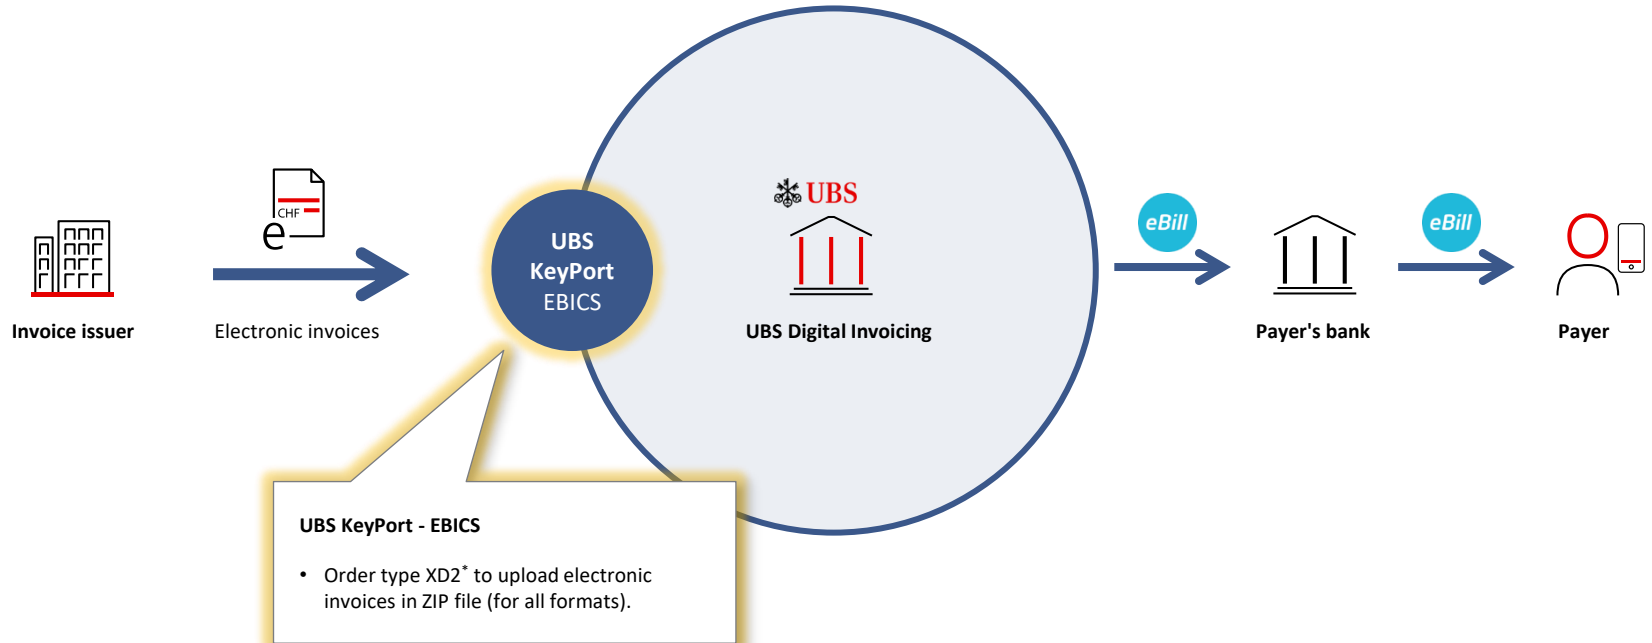 UBS
eBill
eBill
CHF
e
UBS
KeyPort
EBICS
Invoice issuer
Electronic invoices
UBS Digital Invoicing
Payer's bank
Payer
UBS KeyPort - EBICS
• Order type XD2* to upload electronic
invoices in ZIP file (for all formats).